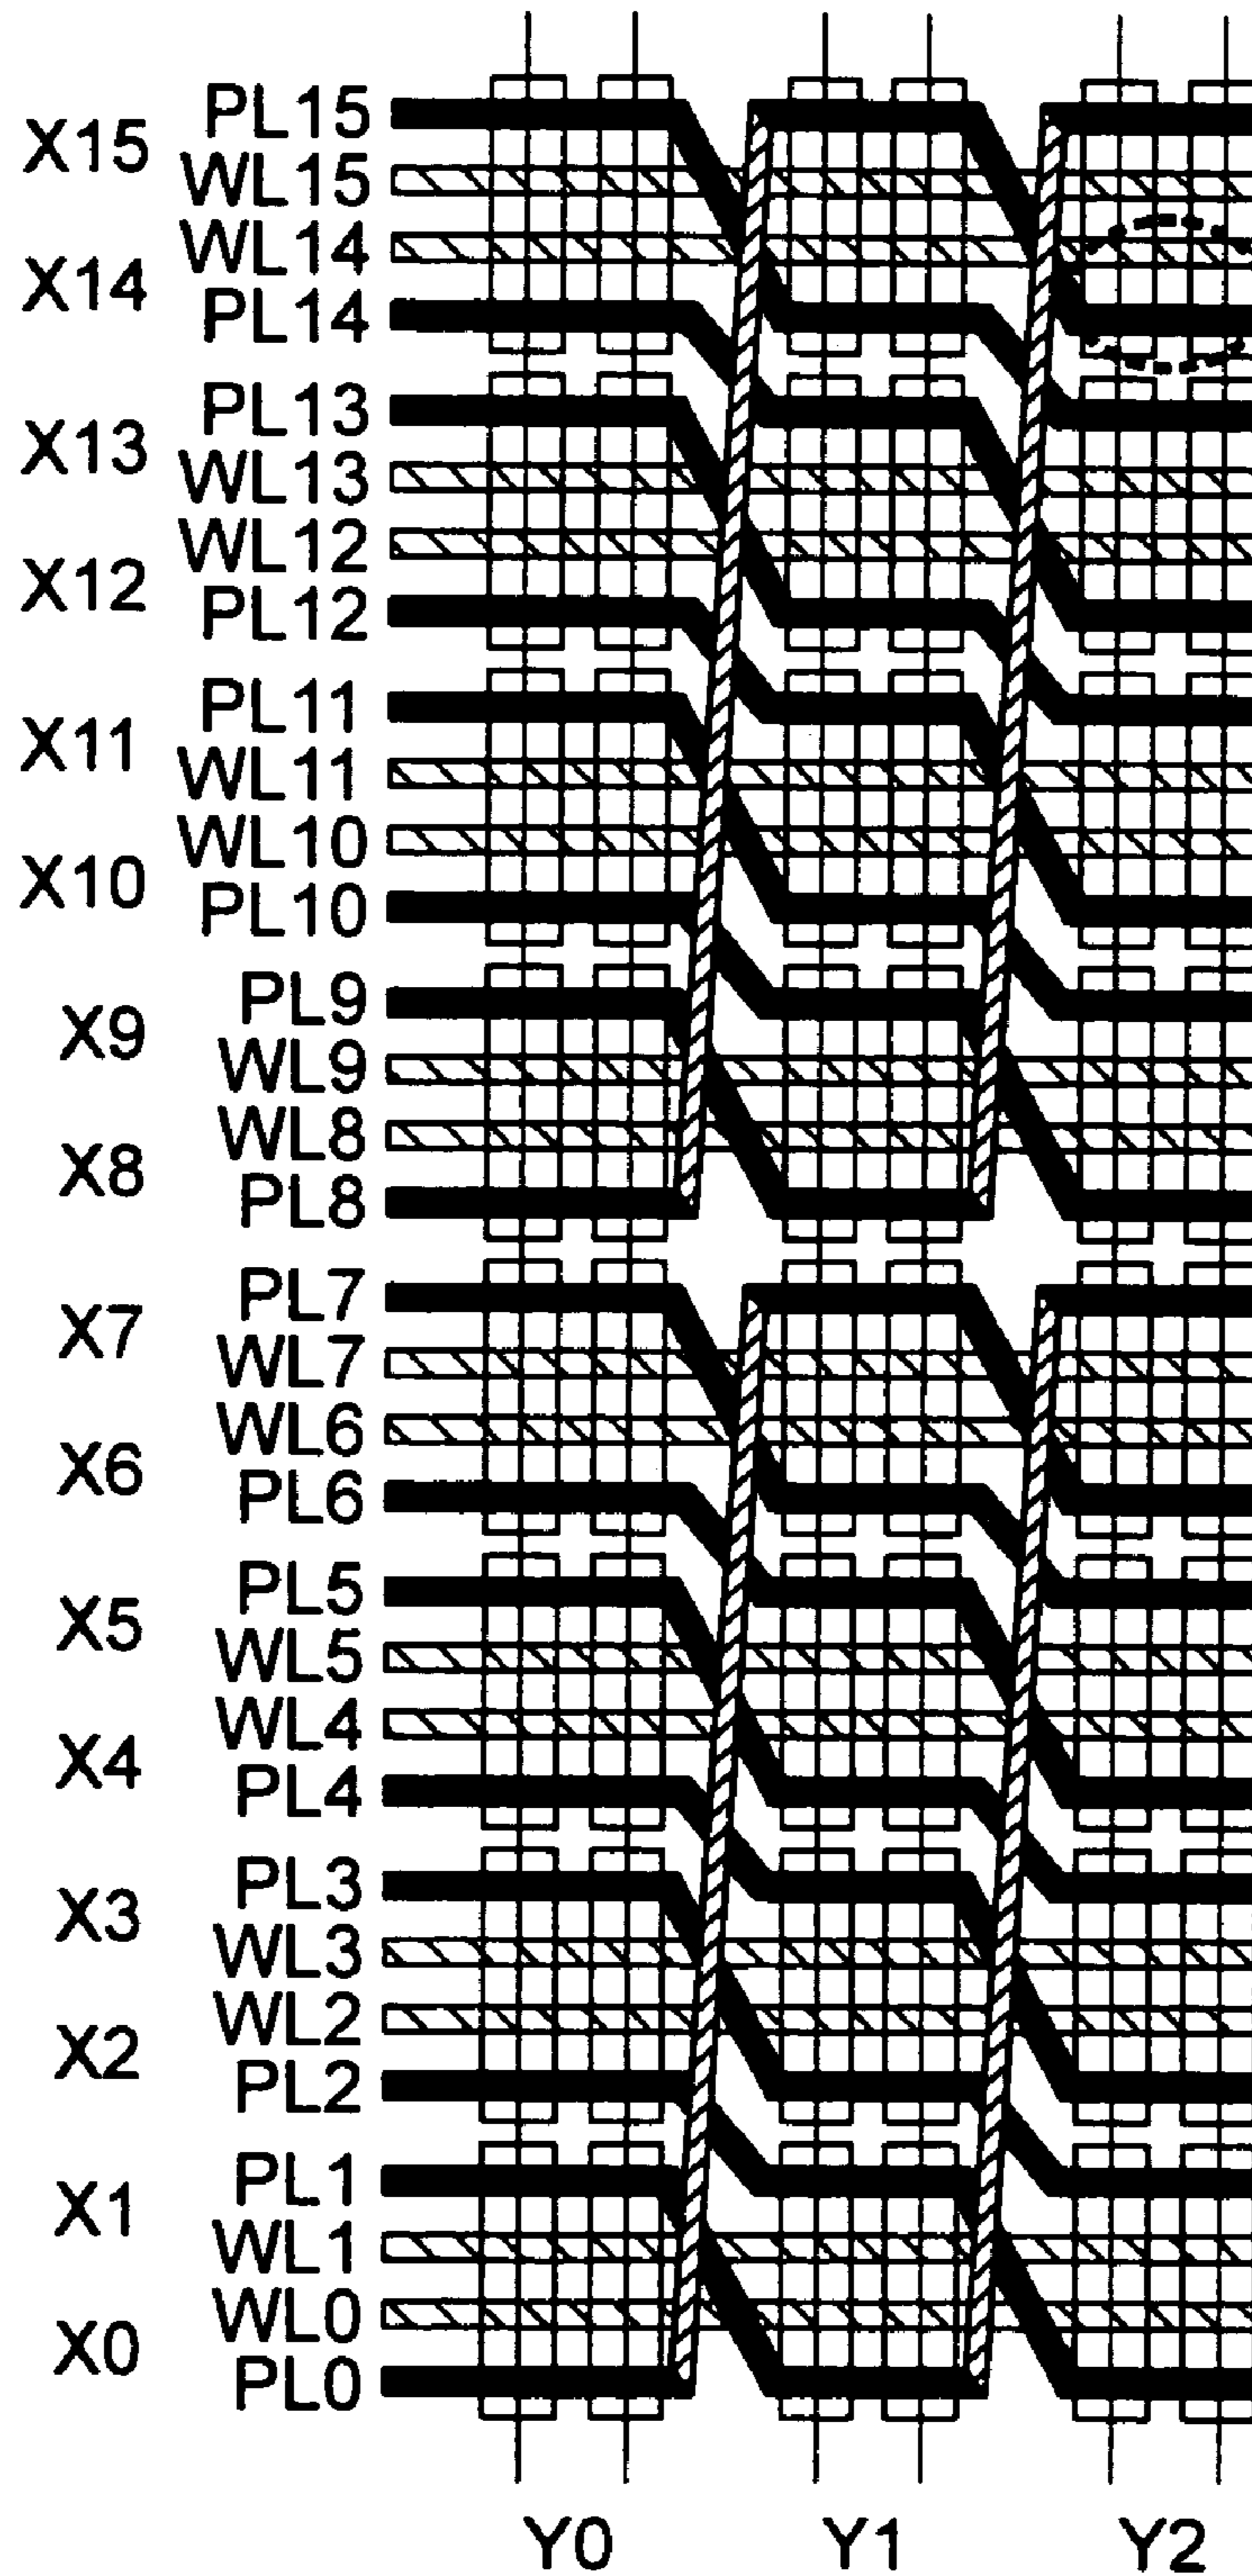 X15 PL15
WL15
X14 WL14
PL14
X13 PL13
WL13
X12 WL12
PL12
X11 PL11
WL11
X10 WL10
PL10
X9 PL9
WL9
X8 WL8
PL8
X7 PL7
WL7
X6 WL6
PL6
X5 PL5
WL5
X4 WL4
PL4
X3 PL3
WL3
X2 WL2
PL2
X1 PL1
WL1
X0 WL0
PL0
Y0 Y1 Y2